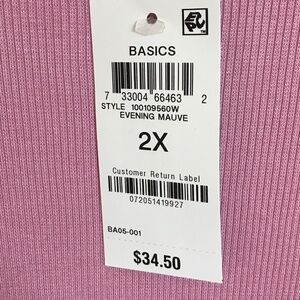 BASICS
7 33004 66463 2
STYLE 100109560W
EVENING MAUVE
2X
Customer Return Label
072051419927
BA05-001
$34.50